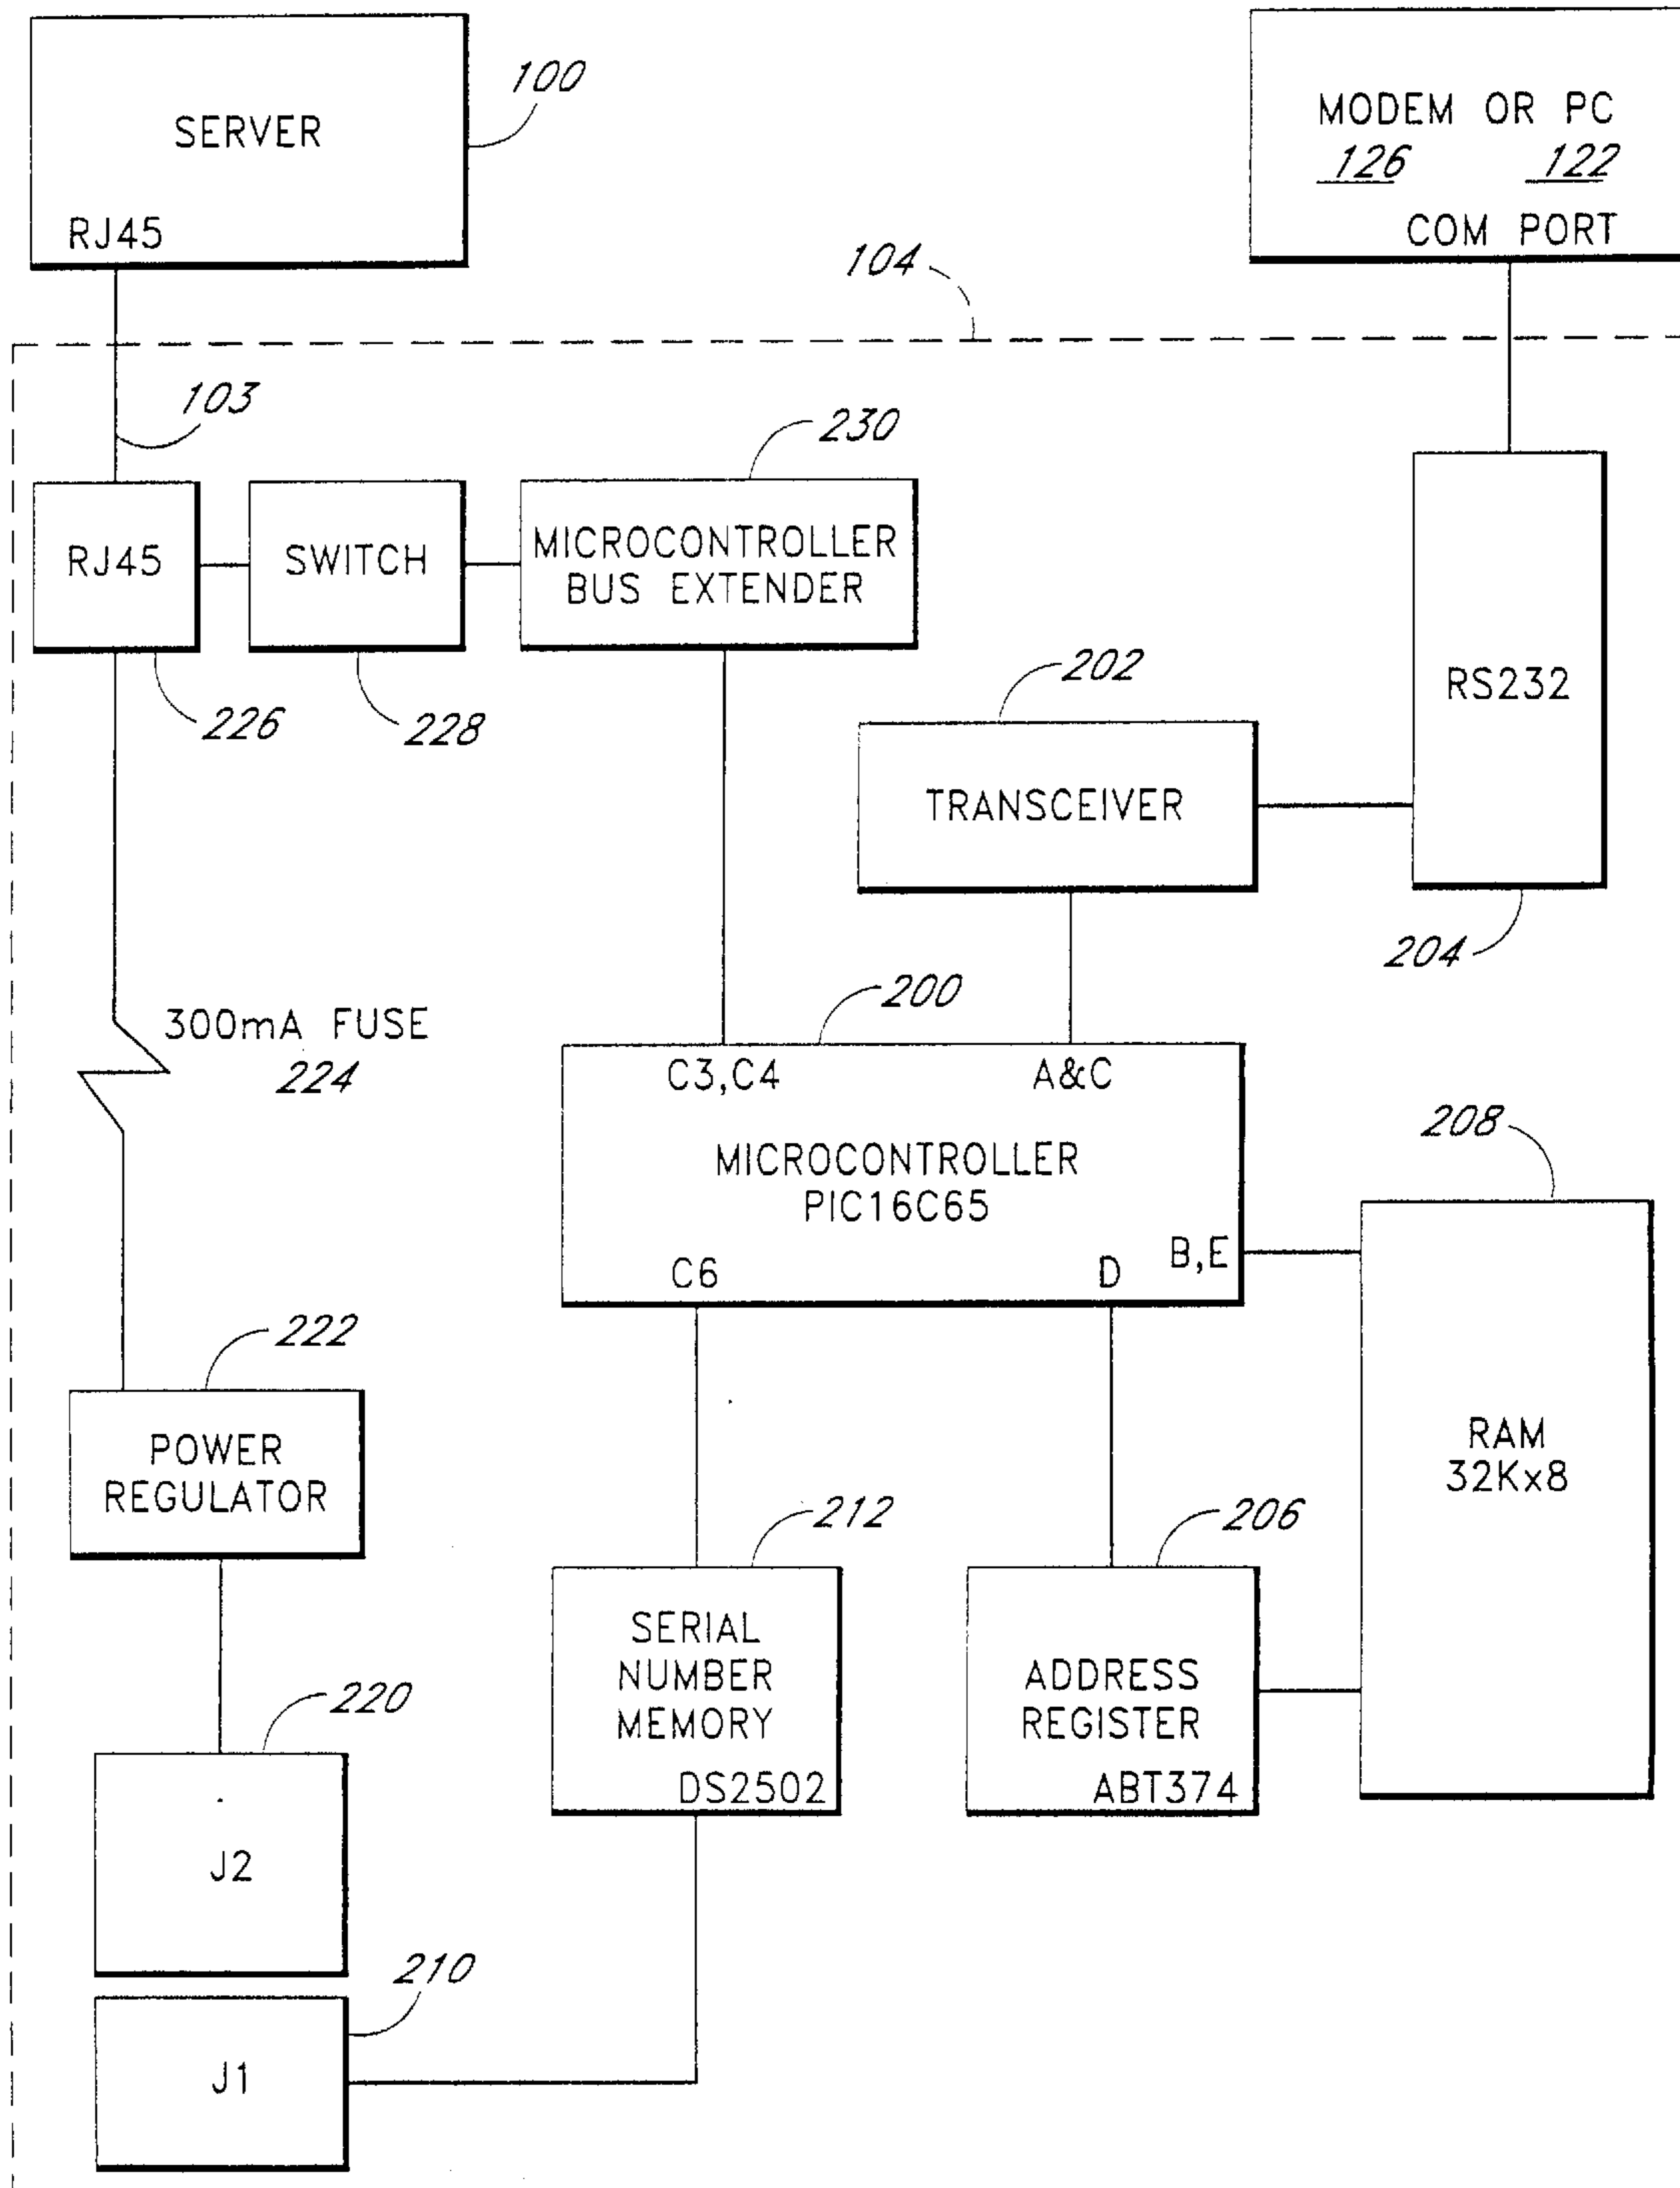 SERVER
RJ45
100
MODEM OR PC
126 122
COM PORT
104
103
230
RJ45
SWITCH
MICROCONTROLLER
BUS EXTENDER
226
228
202
TRANSCEIVER
RS232
204
300mA FUSE
224
200
C3,C4
A&C
MICROCONTROLLER
PIC16C65
C6
D
B,E
208
RAM
32Kx8
222
POWER
REGULATOR
212
SERIAL
NUMBER
MEMORY
DS2502
206
ADDRESS
REGISTER
ABT374
220
J2
210
J1